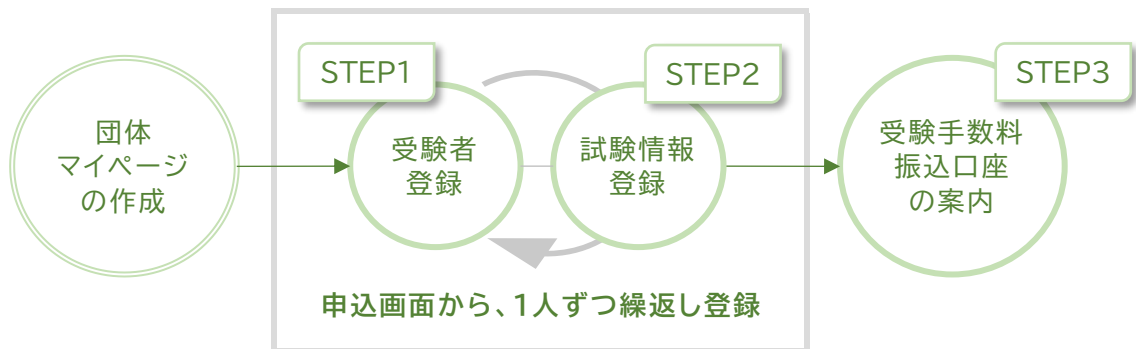 団体
マイページ
の作成
STEP1
受験者
登録
STEP2
試験情報
登録
STEP3
受験手数料
振込口座
の案内
申込画面から、1人ずつ繰返し登録